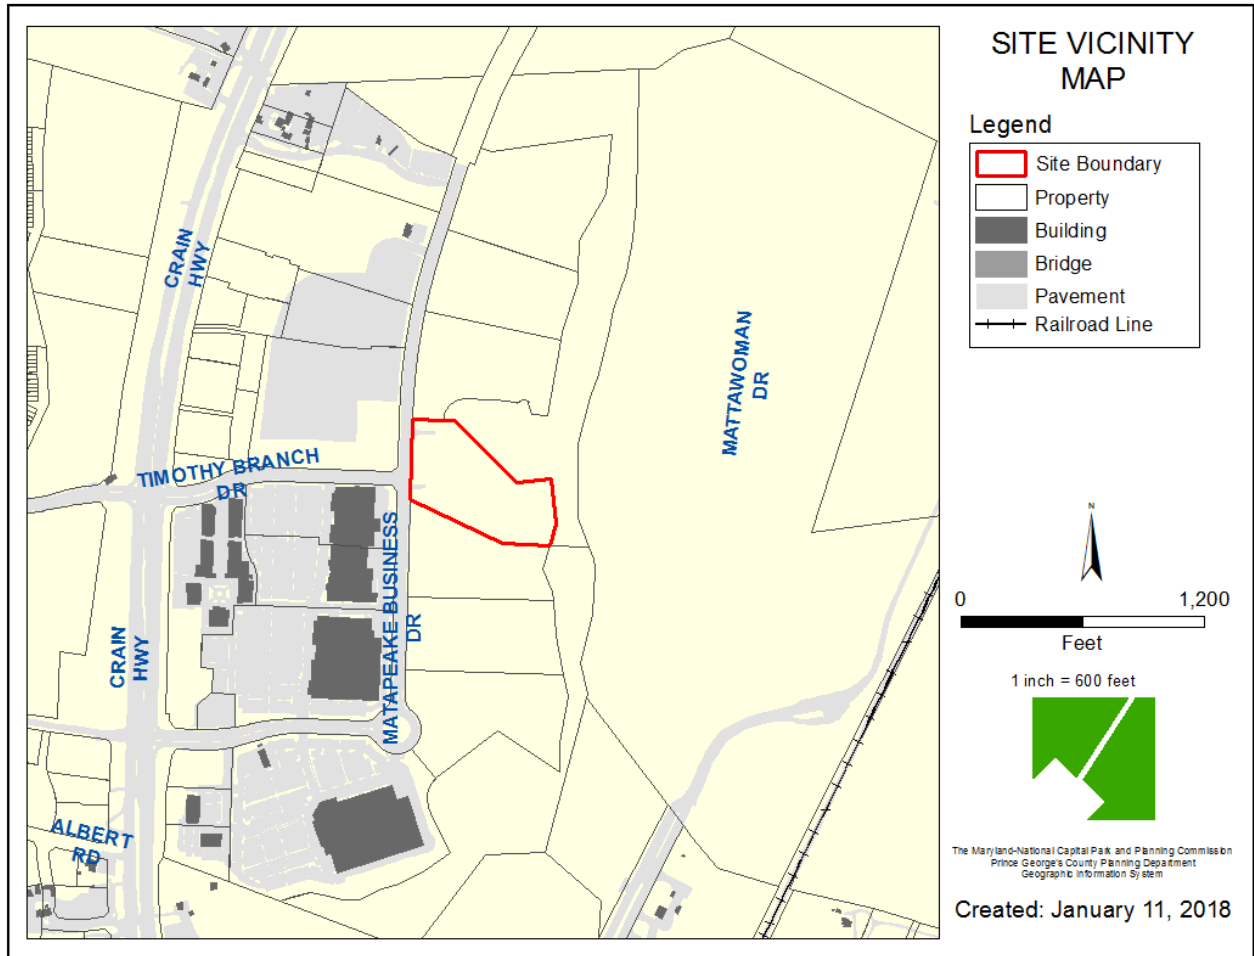 SITE VICINITY
MAP
Legend
Site Boundary
Property
Building
Bridge
Pavement
Railroad Line
CRAIN
HWY
MATTAWOMAN
DR
TIMOTHY BRANCH
DR
MATAPEAKE BUSINESS
DR
CRAIN
HWY
ALBERT
RD
N
0 1,200
Feet
1 inch = 600 feet
The Maryland-National Capital Park and Planning Commission
Prince George's County Planning Department
Geographic Information System
Created: January 11, 2018